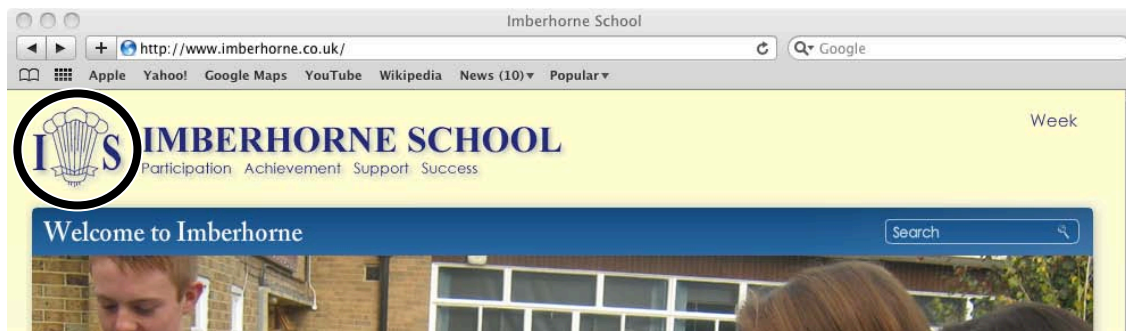 Imberhorne School
http://www.imberhorne.co.uk/
Google
Apple Yahoo! Google Maps YouTube Wikipedia News (10) Popular
Week
I S IMBERHORNE SCHOOL
Participation Achievement Support Success
Welcome to Imberhorne
Search